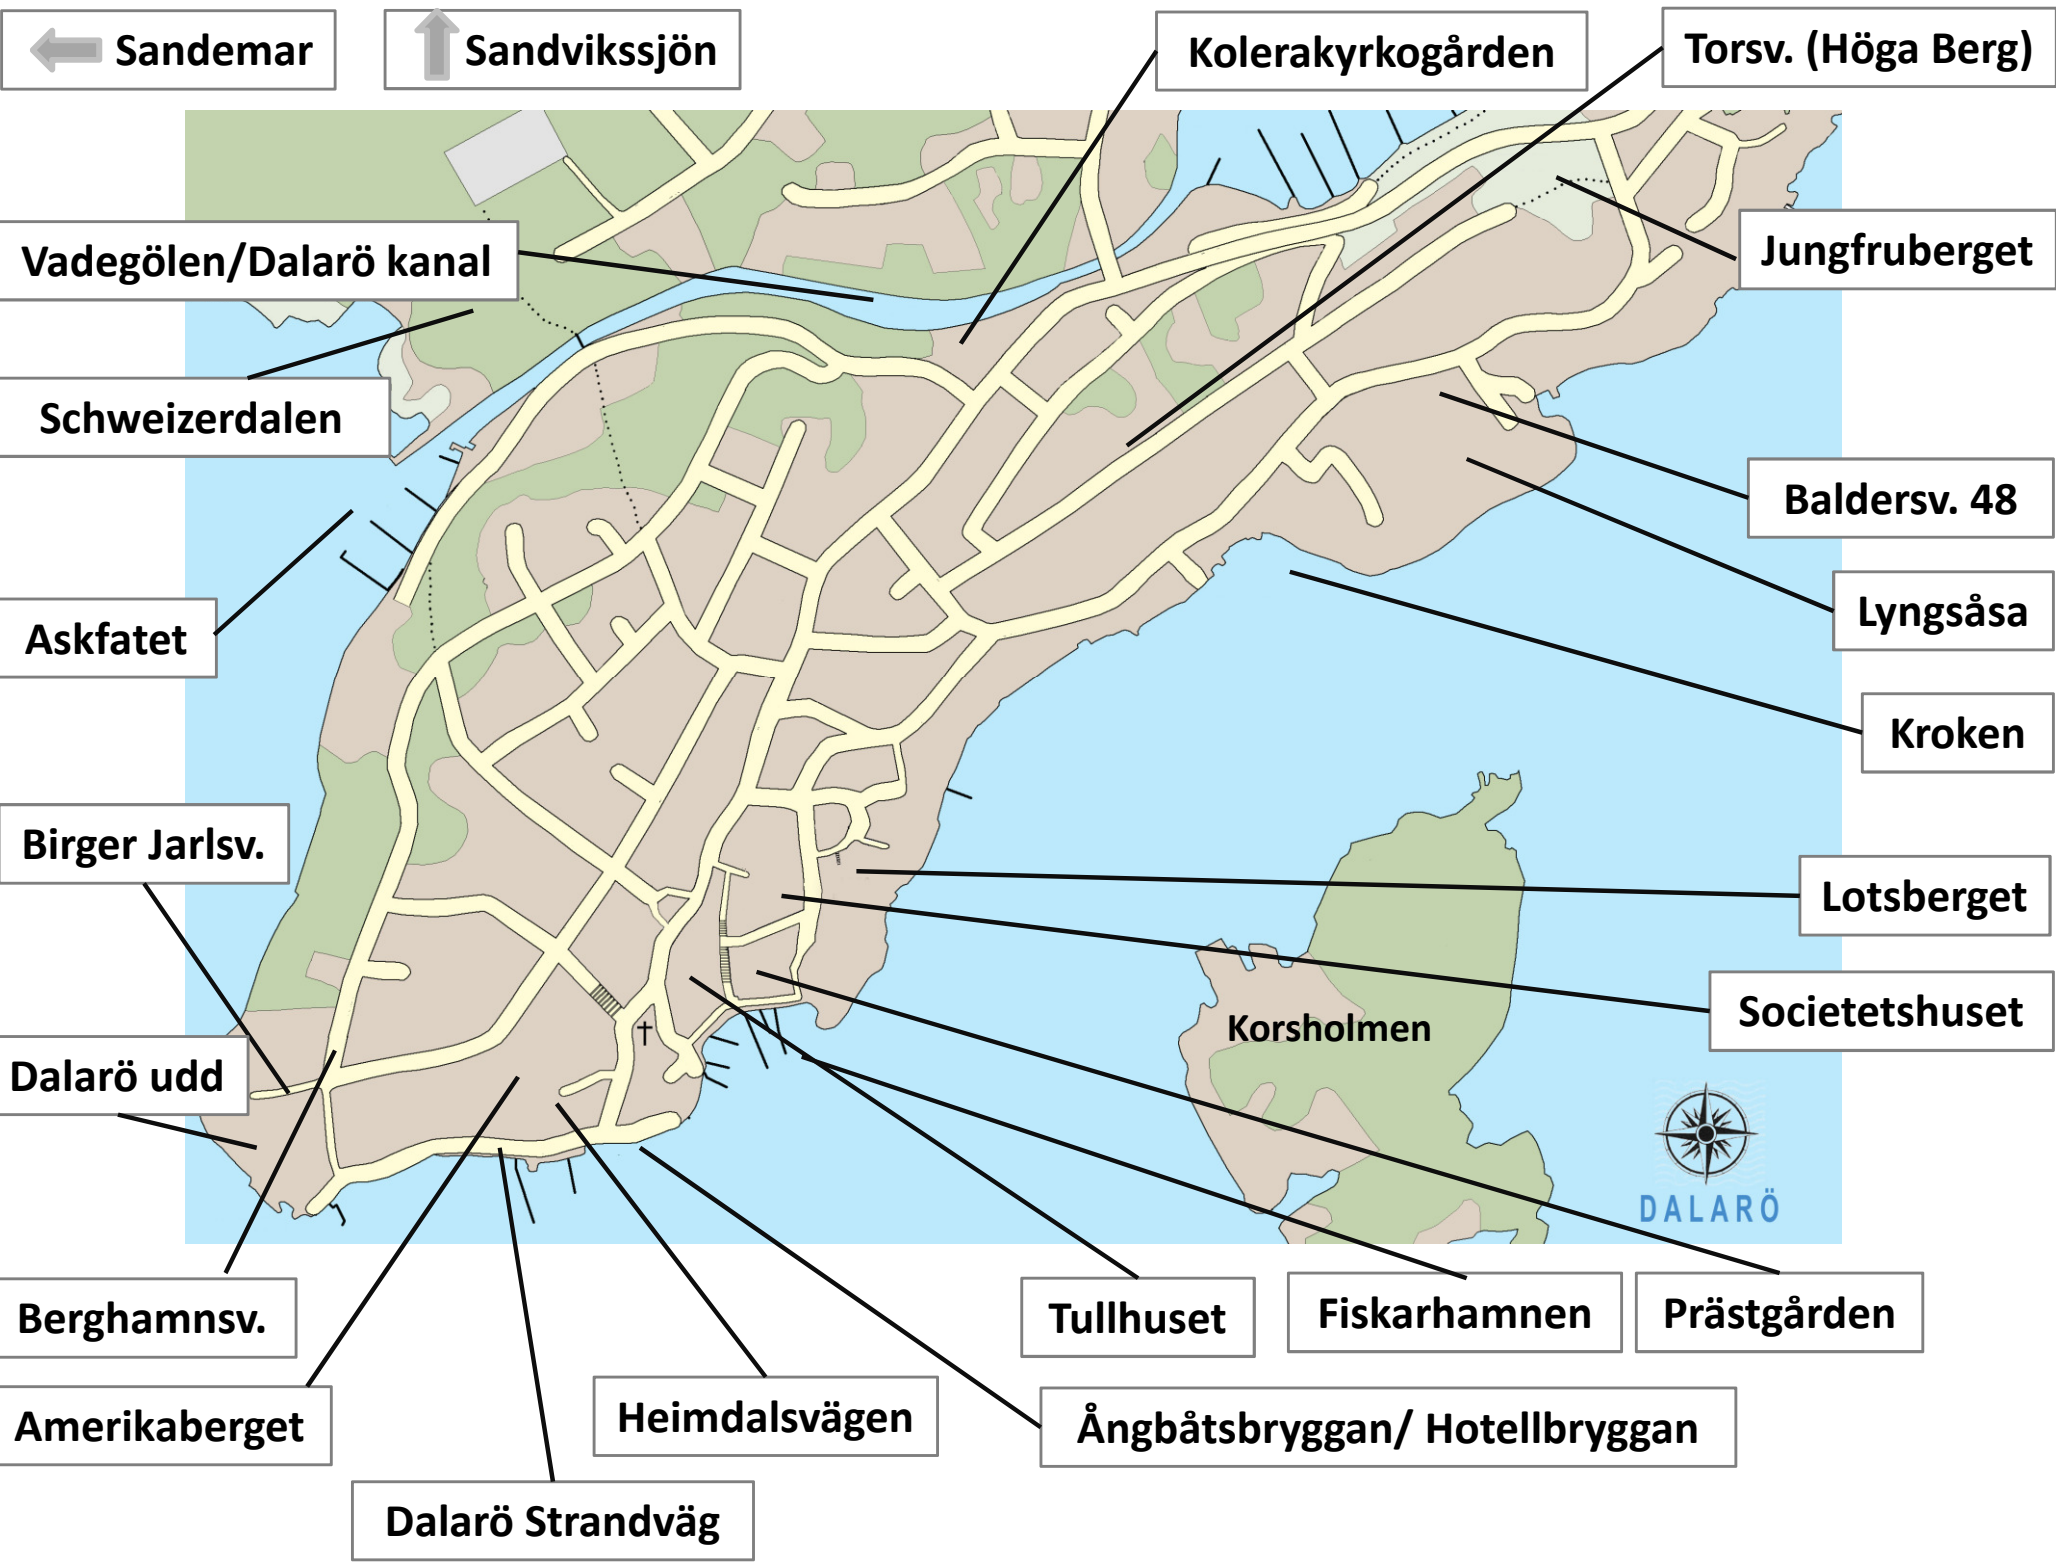 Sandemar
Sandvikssjön
Kolerakyrkogården
Torsv. (Höga Berg)
Vadegölen/Dalarö kanal
Jungfruberget
Schweizerdalen
Baldersv. 48
Lyngsåsa
Askfatet
Kroken
Birger Jarlsv.
Lotsberget
Societetshuset
Korsholmen
Dalarö udd
DALARÖ
Berghamnsv.
Tullhuset
Fiskarhamnen
Prästgården
Amerikaberget
Heimdalsvägen
Ångbåtsbryggan/ Hotellbryggan
Dalarö Strandväg